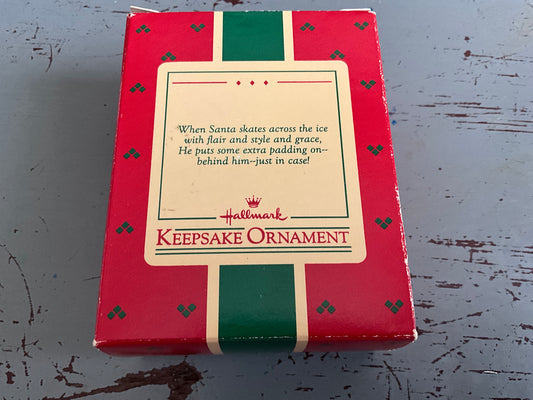 When Santa skates across the ice
with flair and style and grace,
He puts some extra padding on--
behind him--just in case!
Hallmark
KEEPSAKE ORNAMENT